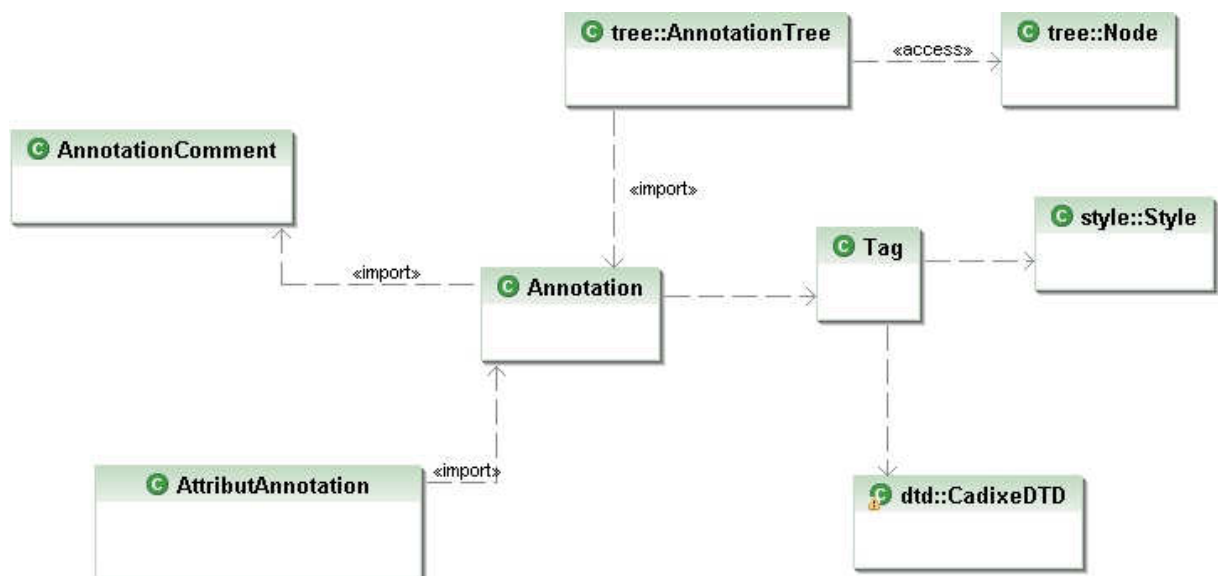 tree::AnnotationTree
«access»
tree::Node
AnnotationComment
«import»
style::Style
Tag
«import»
Annotation
«import»
AttributAnnotation
dtd::CadixeDTD